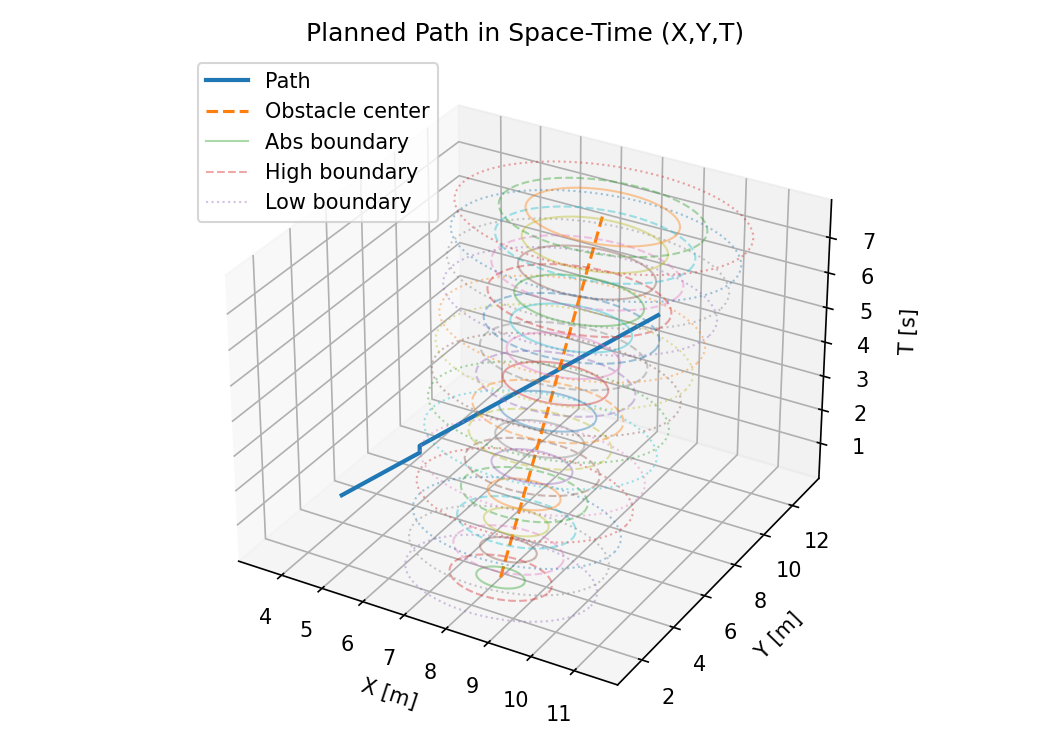 Planned Path in Space-Time (X,Y,T)
Path
Obstacle center
Abs boundary
High boundary
Low boundary
7
6
5
4
3
2
1
T [s]
12
10
8
6
4
2
Y [m]
4
5
6
7
8
9
10
11
X [m]